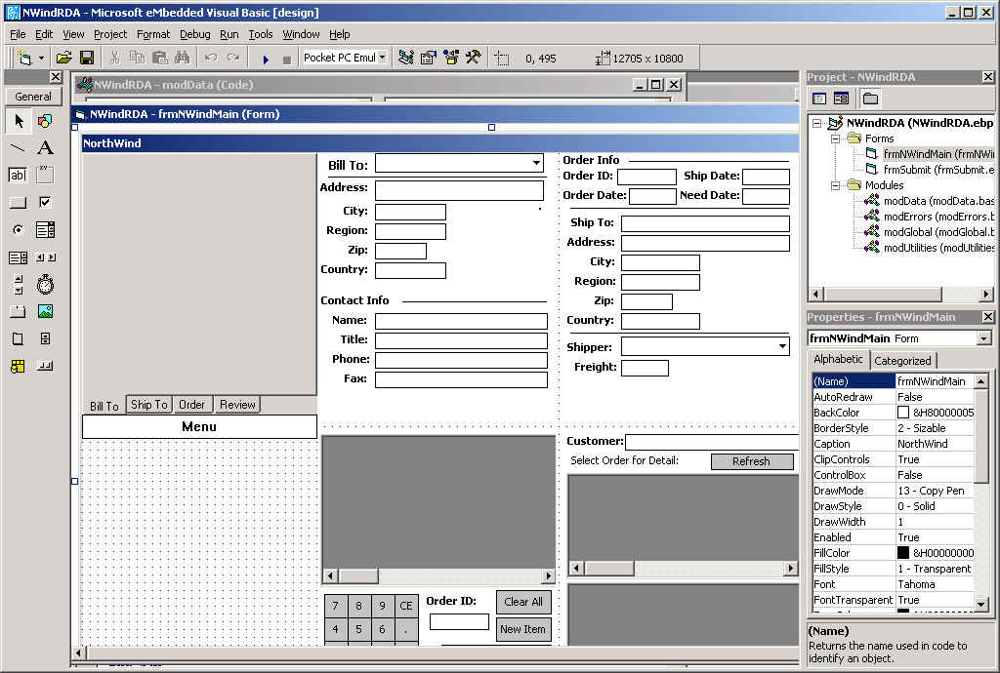 NWindRDA - Microsoft eMbedded Visual Basic [design]
File Edit View Project Format Debug Run Tools Window Help
Pocket PC Emul 0, 495 12705 x 10800
General
NWindRDA - modData (Code)
NWindRDA - frmNWindMain (Form)
NorthWind
Bill To:
Address:
City:
Region:
Zip:
Country:
Contact Info
Name:
Title:
Phone:
Fax:
Order Info
Order ID: Ship Date:
Order Date: Need Date:
Ship To:
Address:
City:
Region:
Zip:
Country:
Shipper:
Freight:
Bill To Ship To Order Review
Menu
Customer:
Select Order for Detail: Refresh
7 8 9 CE
4 5 6 .
Order ID:
Clear All
New Item
Project - NWindRDA
NWindRDA (NWindRDA.ebp
Forms
frmNWindMain (frmNWi
frmSubmit (frmSubmit.e
Modules
modData (modData.bas
modErrors (modErrors.b
modGlobal (modGlobal.b
modUtilities (modUtilities
Properties - frmNWindMain
frmNWindMain Form
Alphabetic Categorized
(Name) frmNWindMain
AutoRedraw False
BackColor &H80000005
BorderStyle 2 - Sizable
Caption NorthWind
ClipControls True
ControlBox False
DrawMode 13 - Copy Pen
DrawStyle 0 - Solid
DrawWidth 1
Enabled True
FillColor &H00000000
FillStyle 1 - Transparent
Font Tahoma
FontTransparent True
(Name)
Returns the name used in code to
identify an object.